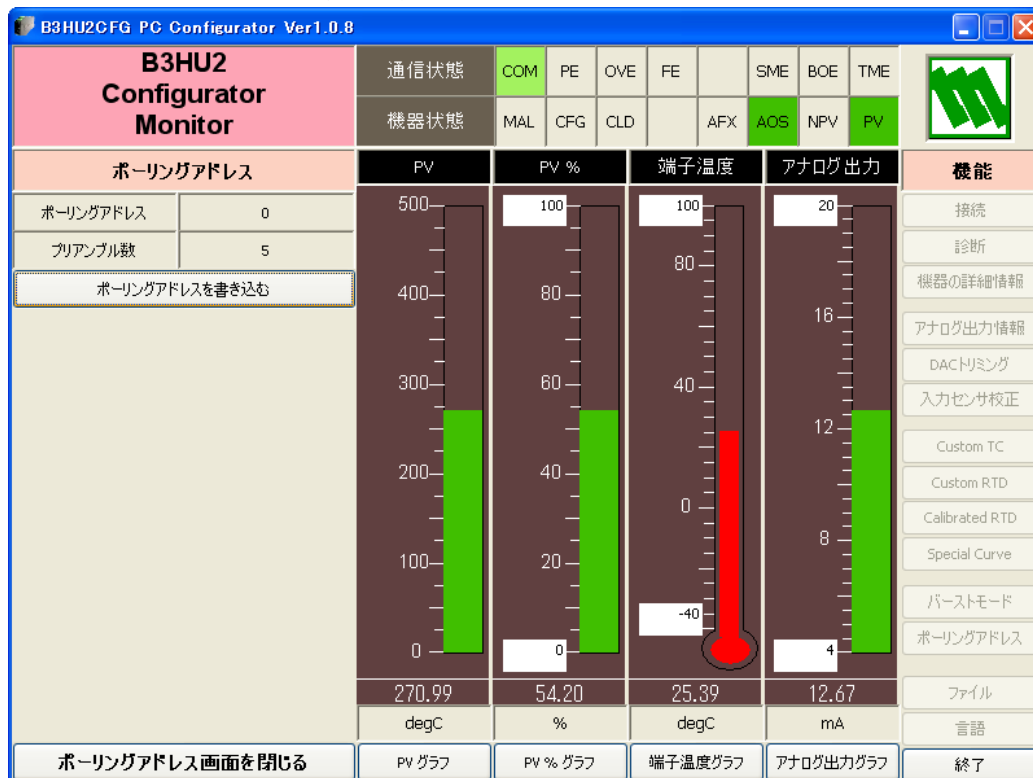 B3HU2CFG PC Configurator Ver1.0.8
B3HU2
Configurator
Monitor
通信状態 COM PE OVE FE SME BOE TME
機器状態 MAL CFG CLD AFX AOS NPV PV
ポーリングアドレス
ポーリングアドレス 0
プリアンブル数 5
ポーリングアドレスを書き込む
ポーリングアドレス画面を閉じる
PV
500
400
300
200
100
0
270.99
degC
PV グラフ
PV %
100
80
60
40
20
0
54.20
%
PV % グラフ
端子温度
100
80
40
0
-40
25.39
degC
端子温度グラフ
アナログ出力
20
16
12
8
4
12.67
mA
アナログ出力グラフ
機能
接続
診断
機器の詳細情報
アナログ出力情報
DACトリミング
入力センサ校正
Custom TC
Custom RTD
Calibrated RTD
Special Curve
バーストモード
ポーリングアドレス
ファイル
言語
終了